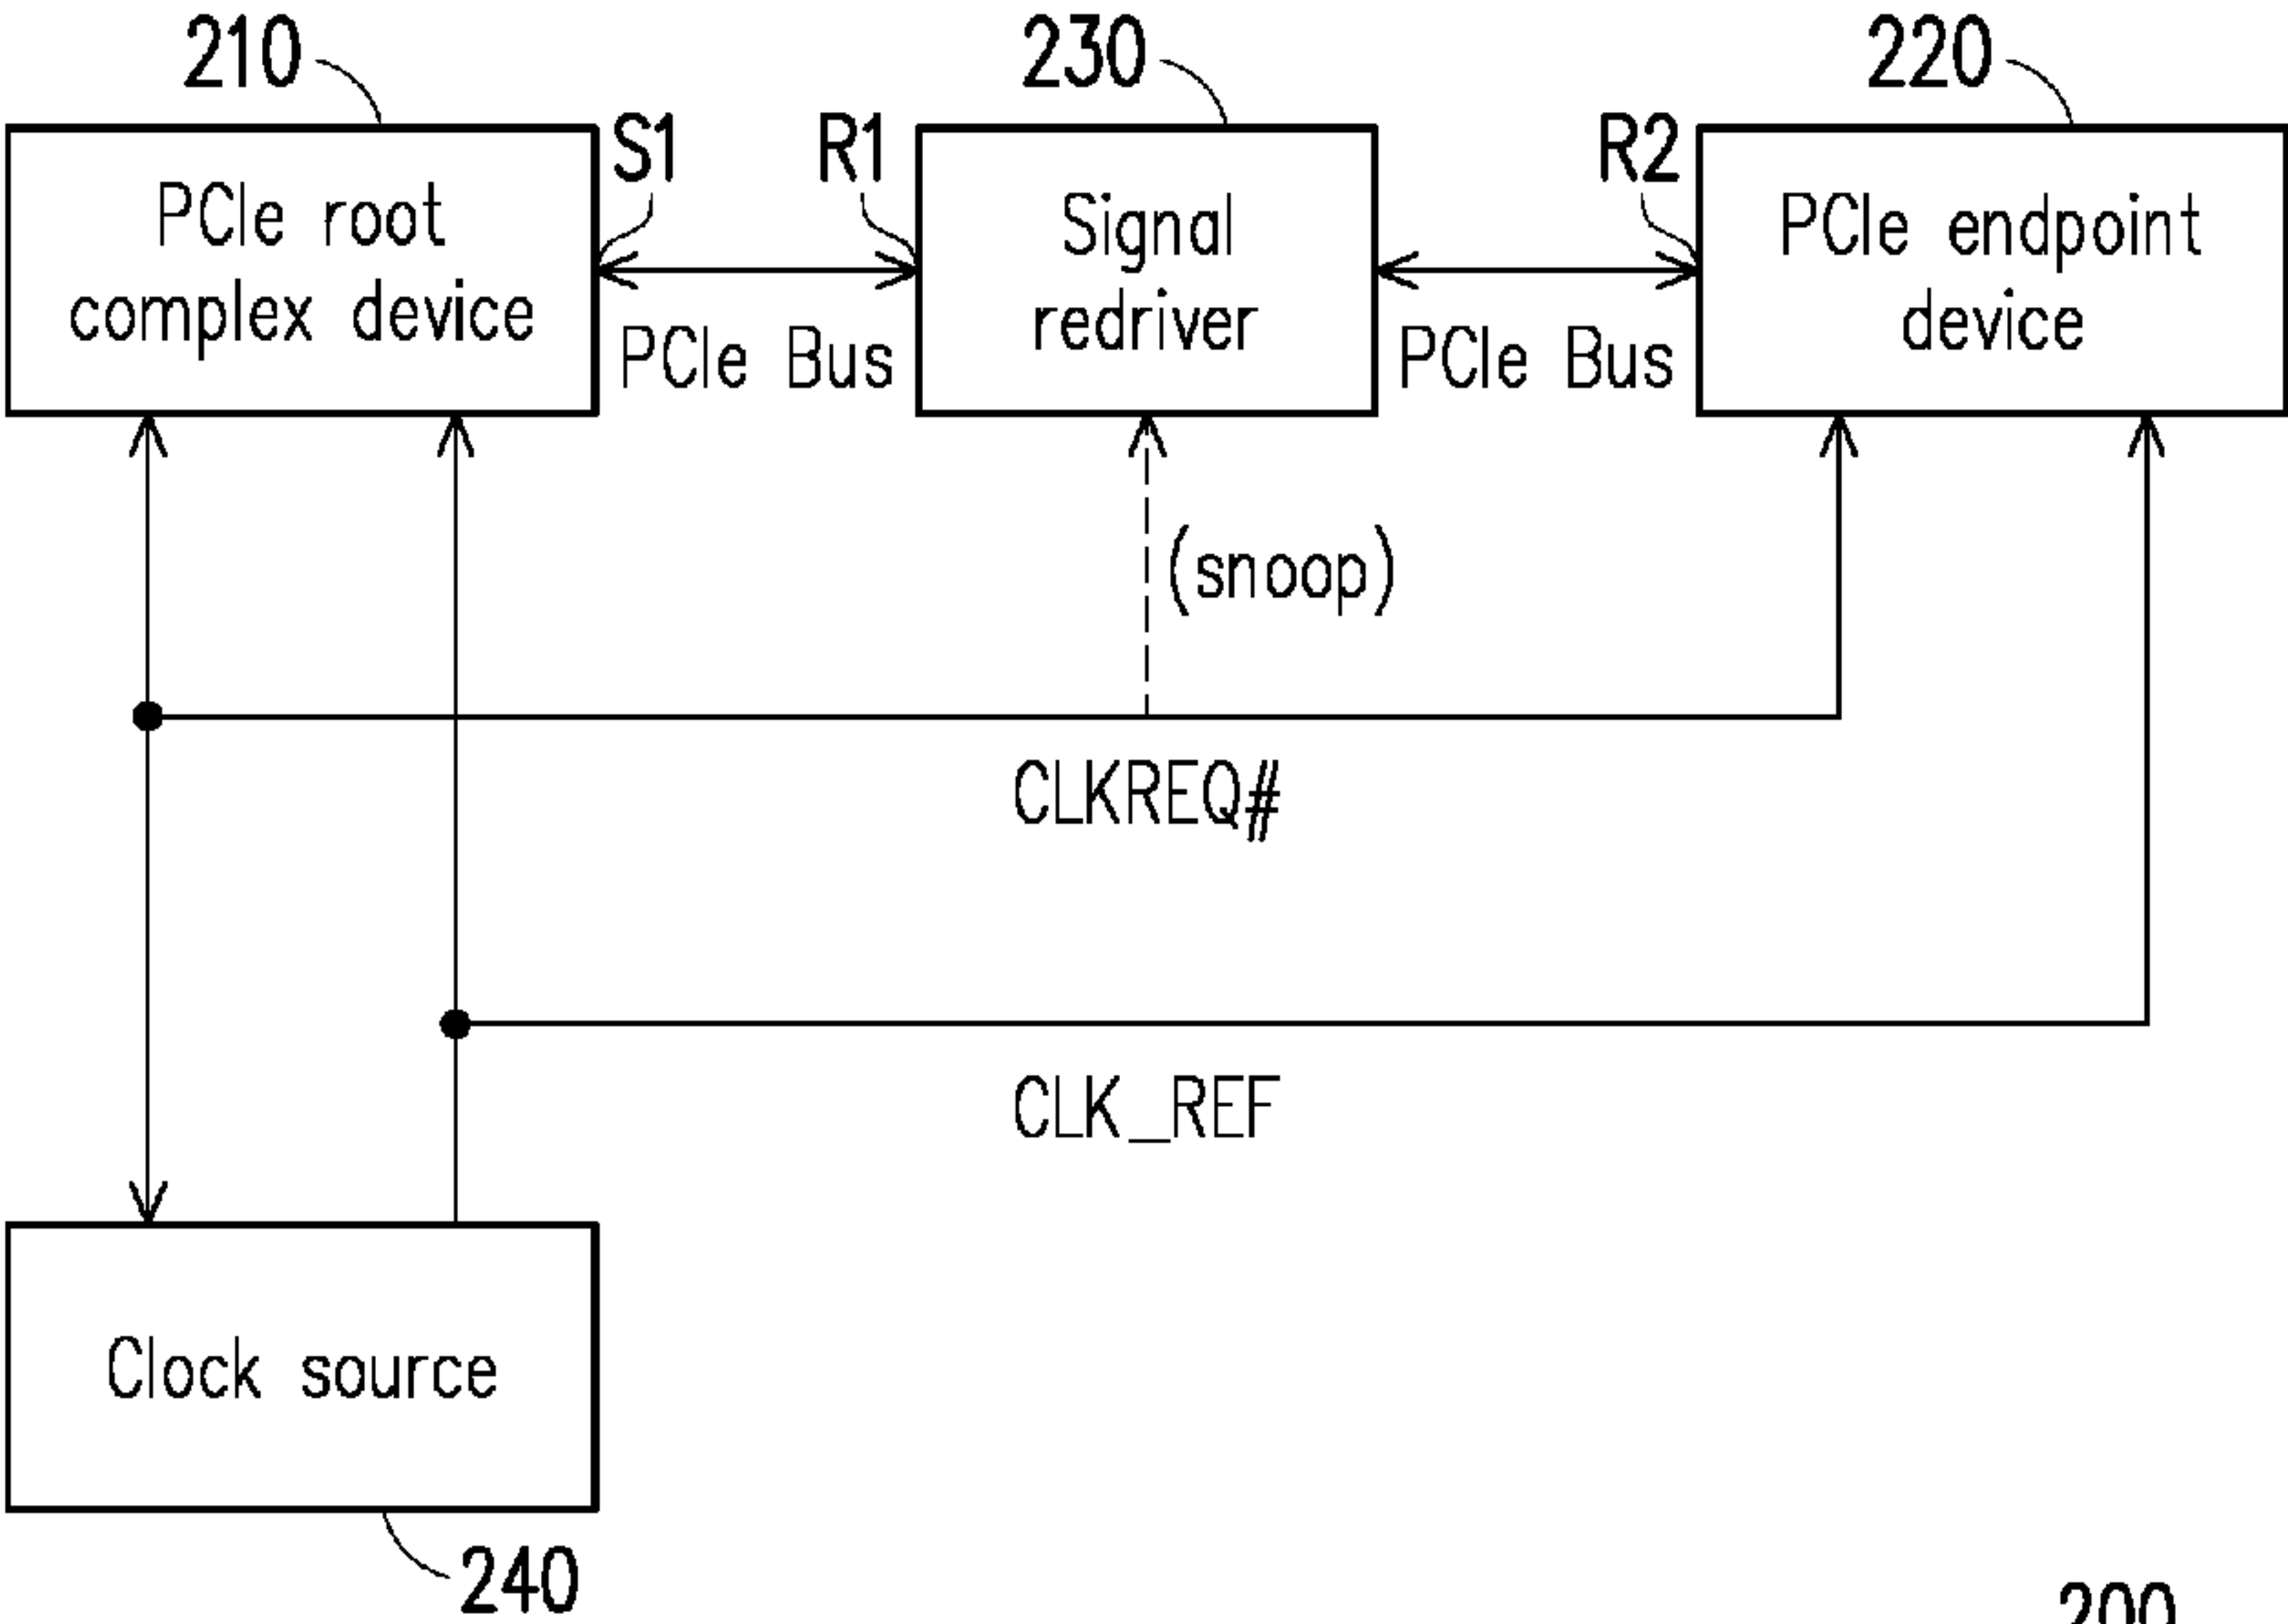 210
230
220
S1
R1
R2
PCIe root
complex device
Signal
redriver
PCIe endpoint
device
PCIe Bus
PCIe Bus
(snoop)
CLKREQ#
CLK_REF
Clock source
240
200